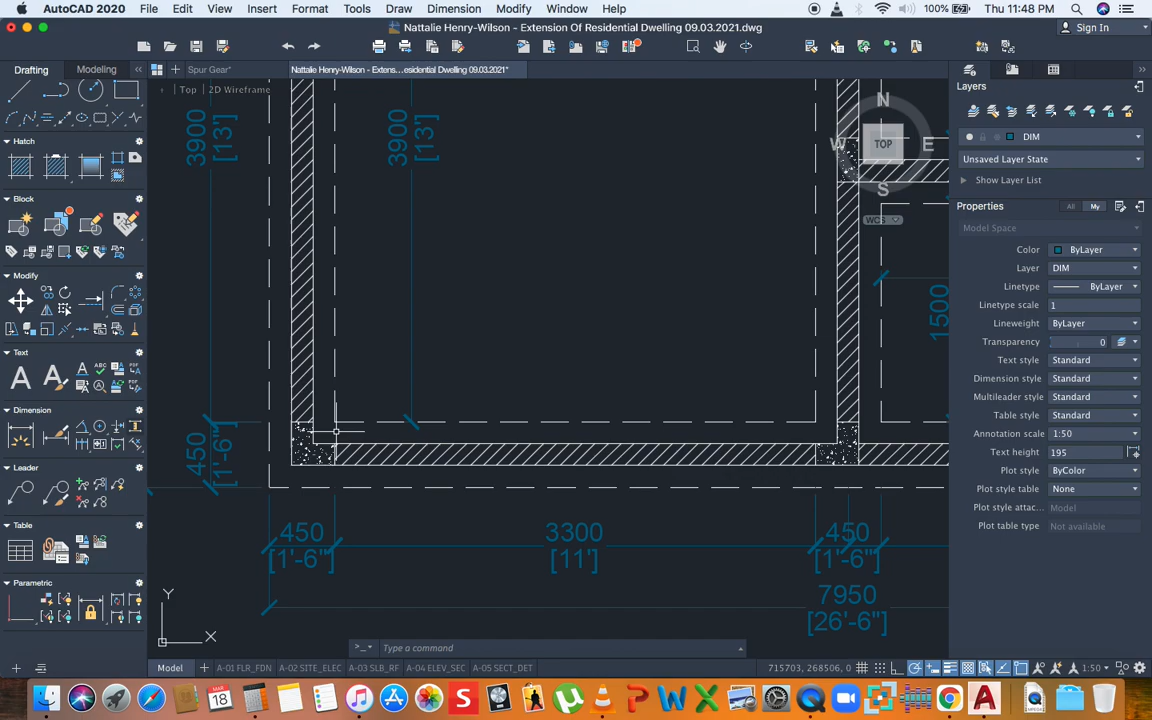 AutoCAD 2020 File Edit View Insert Format Tools Draw Dimension Modify Window Help 100% Thu 11:48 PM
Nattalie Henry-Wilson - Extension Of Residential Dwelling 09.03.2021.dwg
Sign In
Drafting Modeling Spur Gear* Nattalie Henry-Wilson - Extens...esidential Dwelling 09.03.2021*
Top 2D Wireframe
Layers
DIM
Unsaved Layer State
Show Layer List
Hatch
Block
Modify
Text
Dimension
Leader
Table
Parametric
3900
[13']
3900
[13']
N
W TOP E
S
WCS
1500
450
[1'-6"]
450
[1'-6"]
3300
[11']
450
[1'-6"]
7950
[26'-6"]
Y
X
Properties All My
Model Space
Color ByLayer
Layer DIM
Linetype ByLayer
Linetype scale 1
Lineweight ByLayer
Transparency 0
Text style Standard
Dimension style Standard
Multileader style Standard
Table style Standard
Annotation scale 1:50
Text height 195
Plot style ByColor
Plot style table None
Plot style attac... Model
Plot table type Not available
>_ Type a command
Model A-01 FLR_FDN A-02 SITE_ELEC A-03 SLB_RF A-04 ELEV_SEC A-05 SECT_DET 715703, 268506, 0 1:50
MAR
18